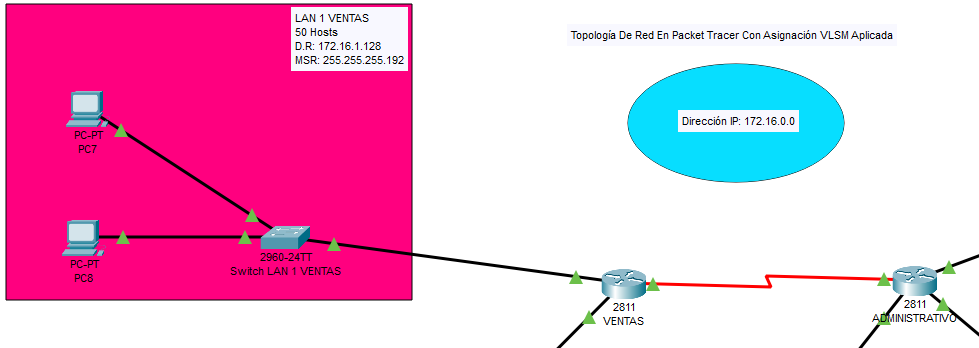 LAN 1 VENTAS
50 Hosts
D.R: 172.16.1.128
MSR: 255.255.255.192
Topología De Red En Packet Tracer Con Asignación VLSM Aplicada
Dirección IP: 172.16.0.0
PC-PT
PC7
PC-PT
PC8
2960-24TT
Switch LAN 1 VENTAS
2811
VENTAS
2811
ADMINISTRATIVO